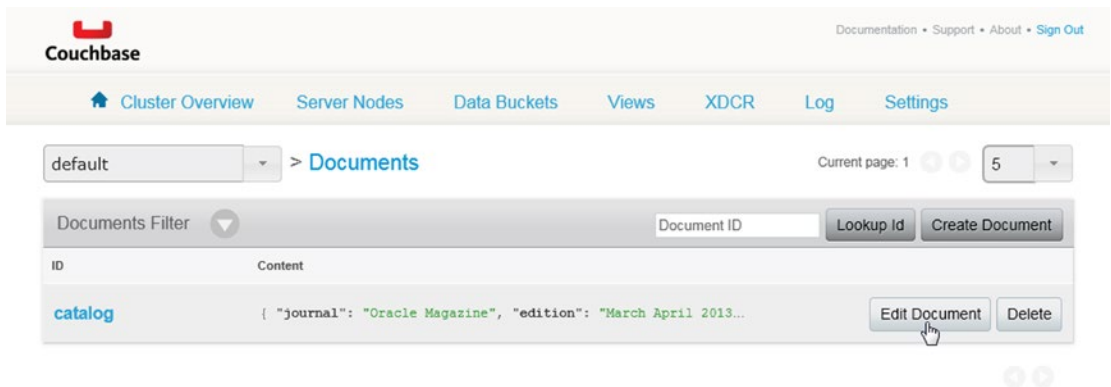 Documentation • Support • About • Sign Out
Couchbase
Cluster Overview Server Nodes Data Buckets Views XDCR Log Settings
default > Documents Current page: 1 5
Documents Filter Document ID Lookup Id Create Document
ID Content
catalog { "journal": "Oracle Magazine", "edition": "March April 2013... Edit Document Delete